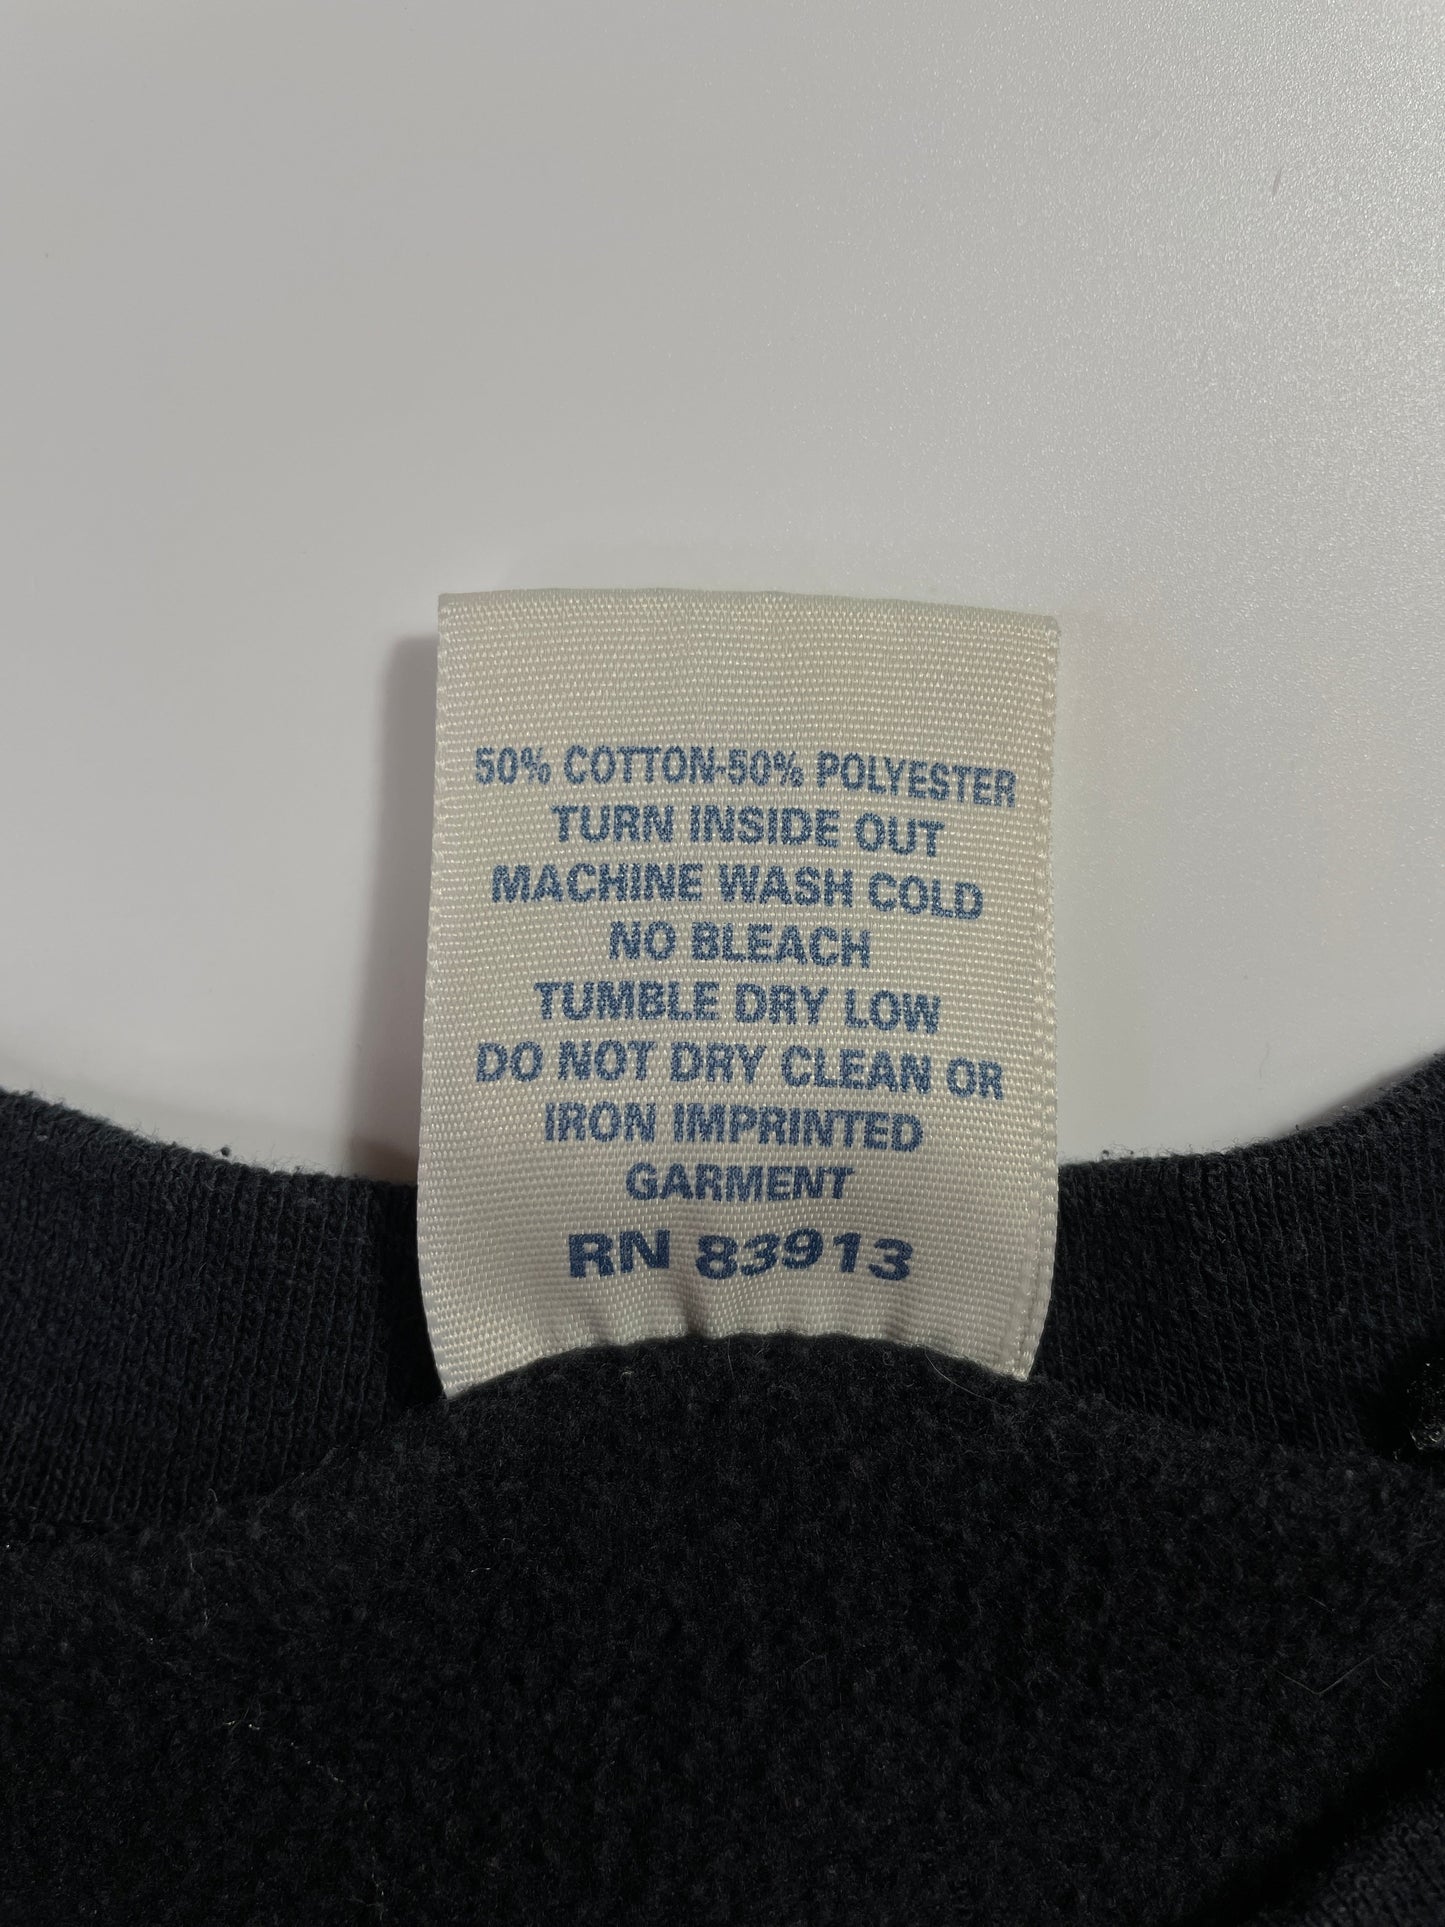 50% COTTON-50% POLYESTER
TURN INSIDE OUT
MACHINE WASH COLD
NO BLEACH
TUMBLE DRY LOW
DO NOT DRY CLEAN OR
IRON IMPRINTED
GARMENT
RN 83913